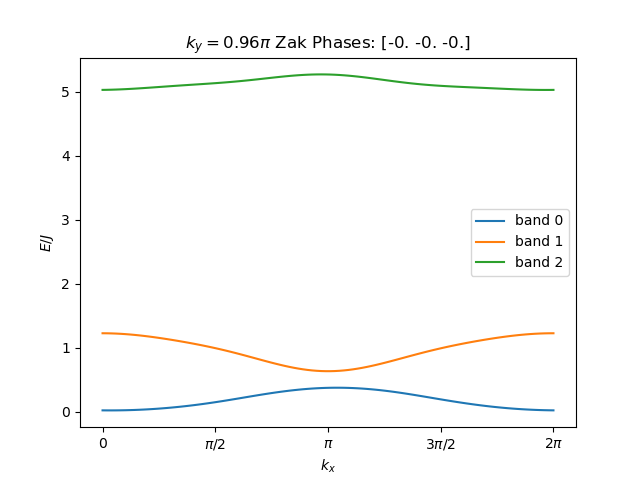 $k_y = 0.96\pi$ Zak Phases: [-0. -0. -0.]
5
4
3
2
1
0
E/J
band 0
band 1
band 2
0
π/2
π
3π/2
2π
$k_x$